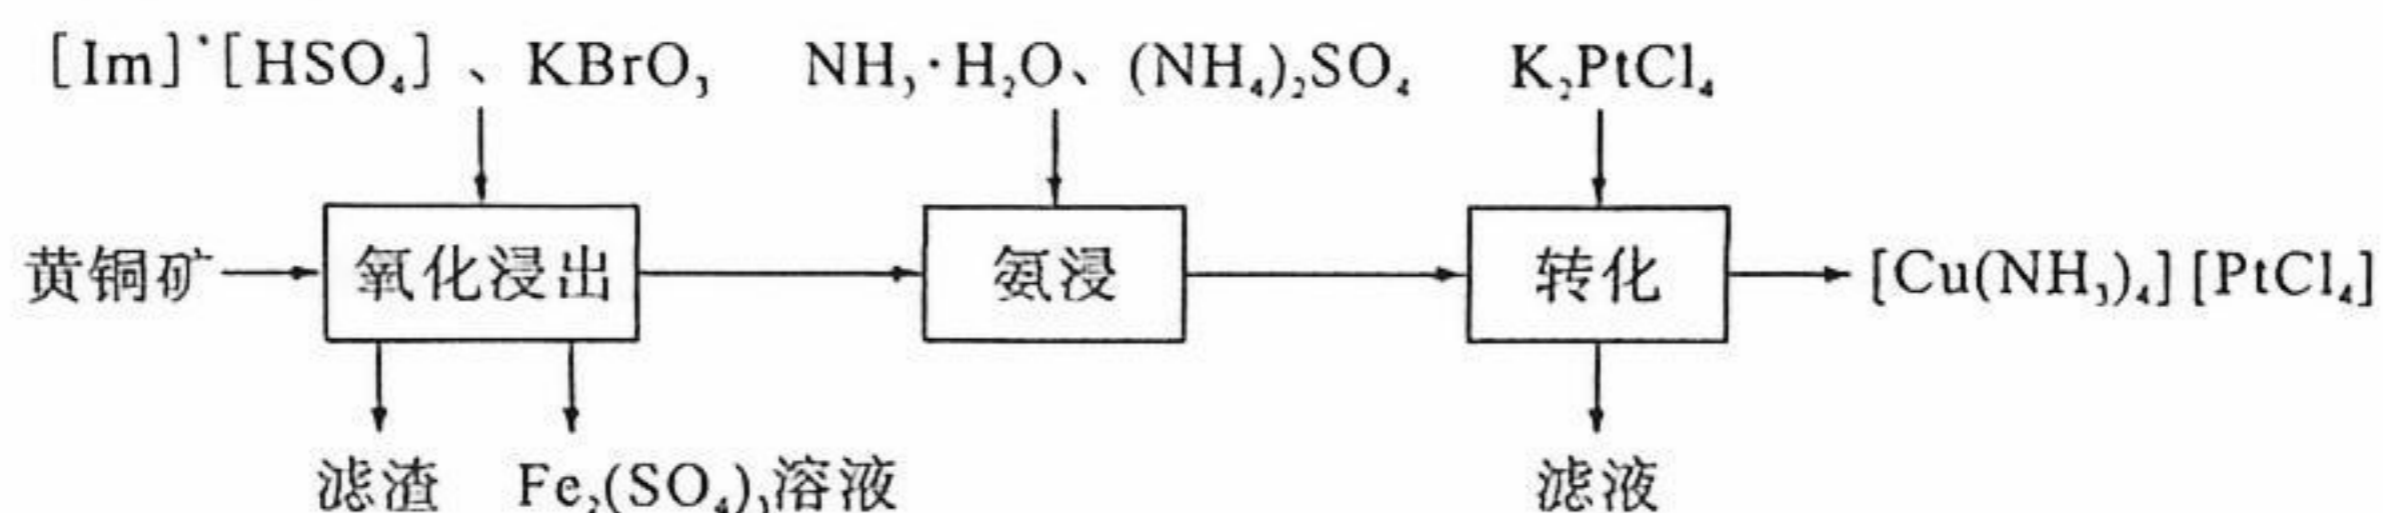 [Im]⁺[HSO₄]、KBrO₃ NH₃·H₂O、(NH₄)₂SO₄ K₂PtCl₄
黄铜矿 氧化浸出 氨浸 转化 [Cu(NH₃)₄][PtCl₄]
滤渣 Fe₂(SO₄)₃溶液 滤液